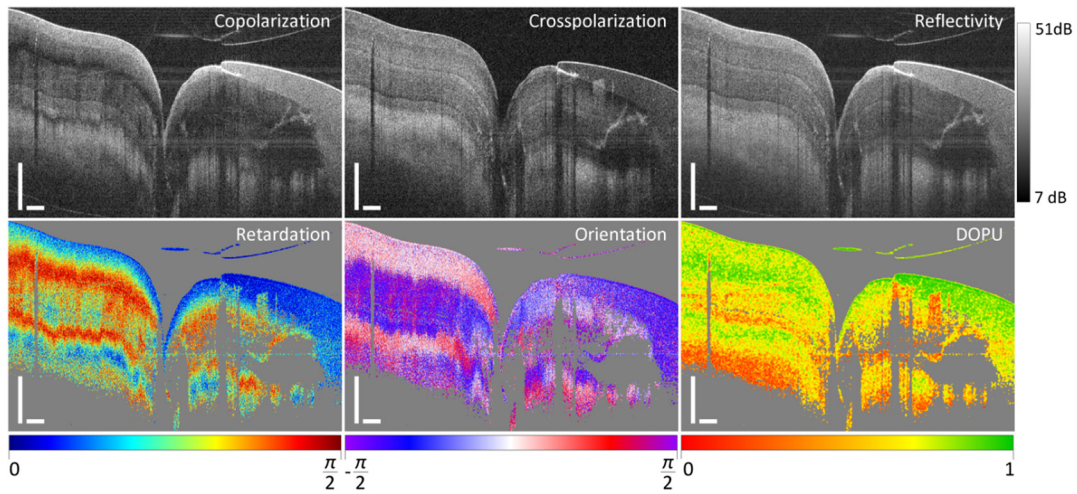 Copolarization
Crosspolarization
Reflectivity
51dB
7 dB
Retardation
Orientation
DOPU
0
π
2
-π
2
π
2
0
1